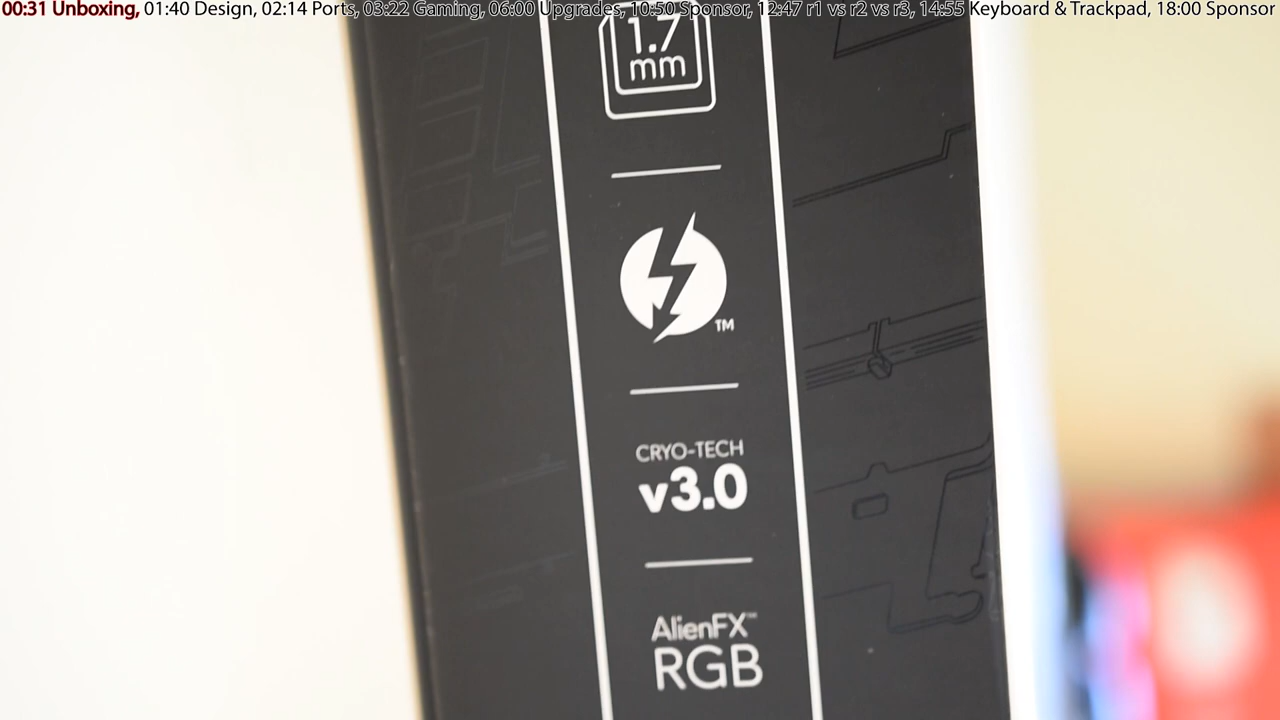 00:31 Unboxing, 01:40 Design, 02:14 Ports, 03:22 Gaming, 06:00 Upgrades, 10:50 Sponsor, 12:47 r1 vs r2 vs r3, 14:55 Keyboard & Trackpad, 18:00 Sponsor
1.7
mm
TM
CRYO-TECH
v3.0
AlienFX™
RGB